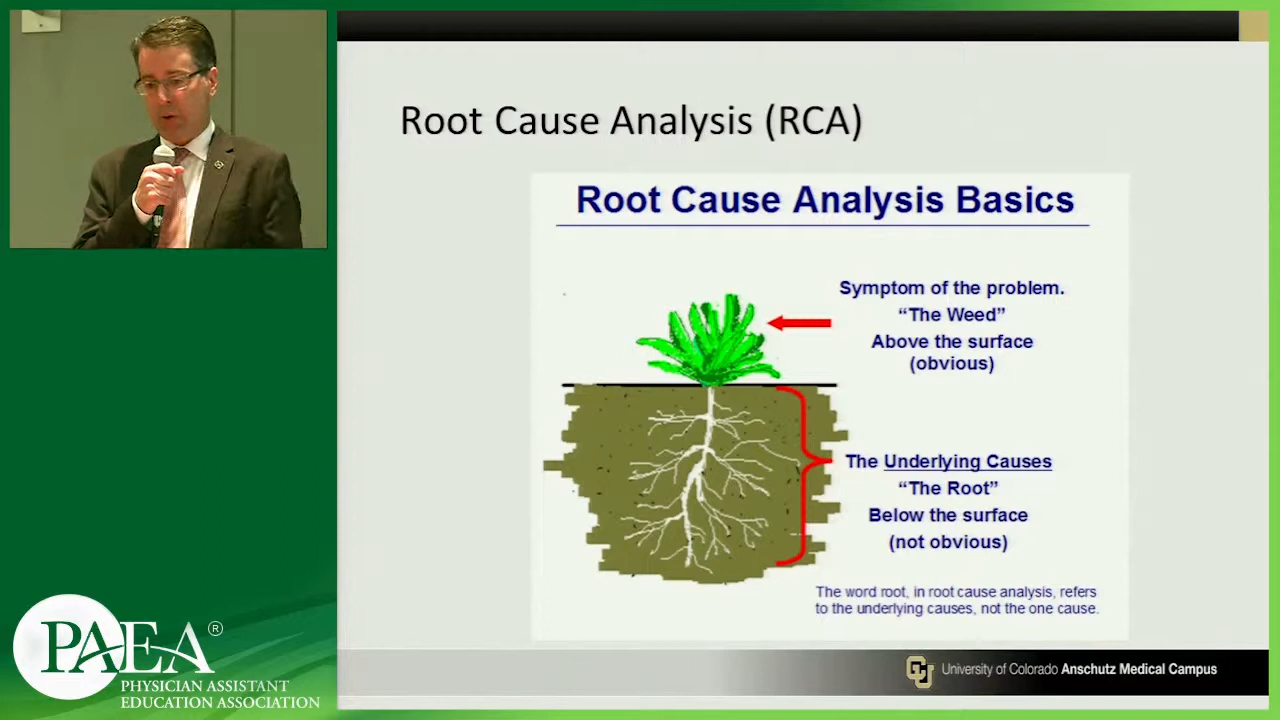 Root Cause Analysis (RCA)
Root Cause Analysis Basics
Symptom of the problem.
“The Weed”
Above the surface
(obvious)
The Underlying Causes
“The Root”
Below the surface
(not obvious)
The word root, in root cause analysis, refers
to the underlying causes, not the one cause.
PAEA®
PHYSICIAN ASSISTANT
EDUCATION ASSOCIATION
CU University of Colorado Anschutz Medical Campus